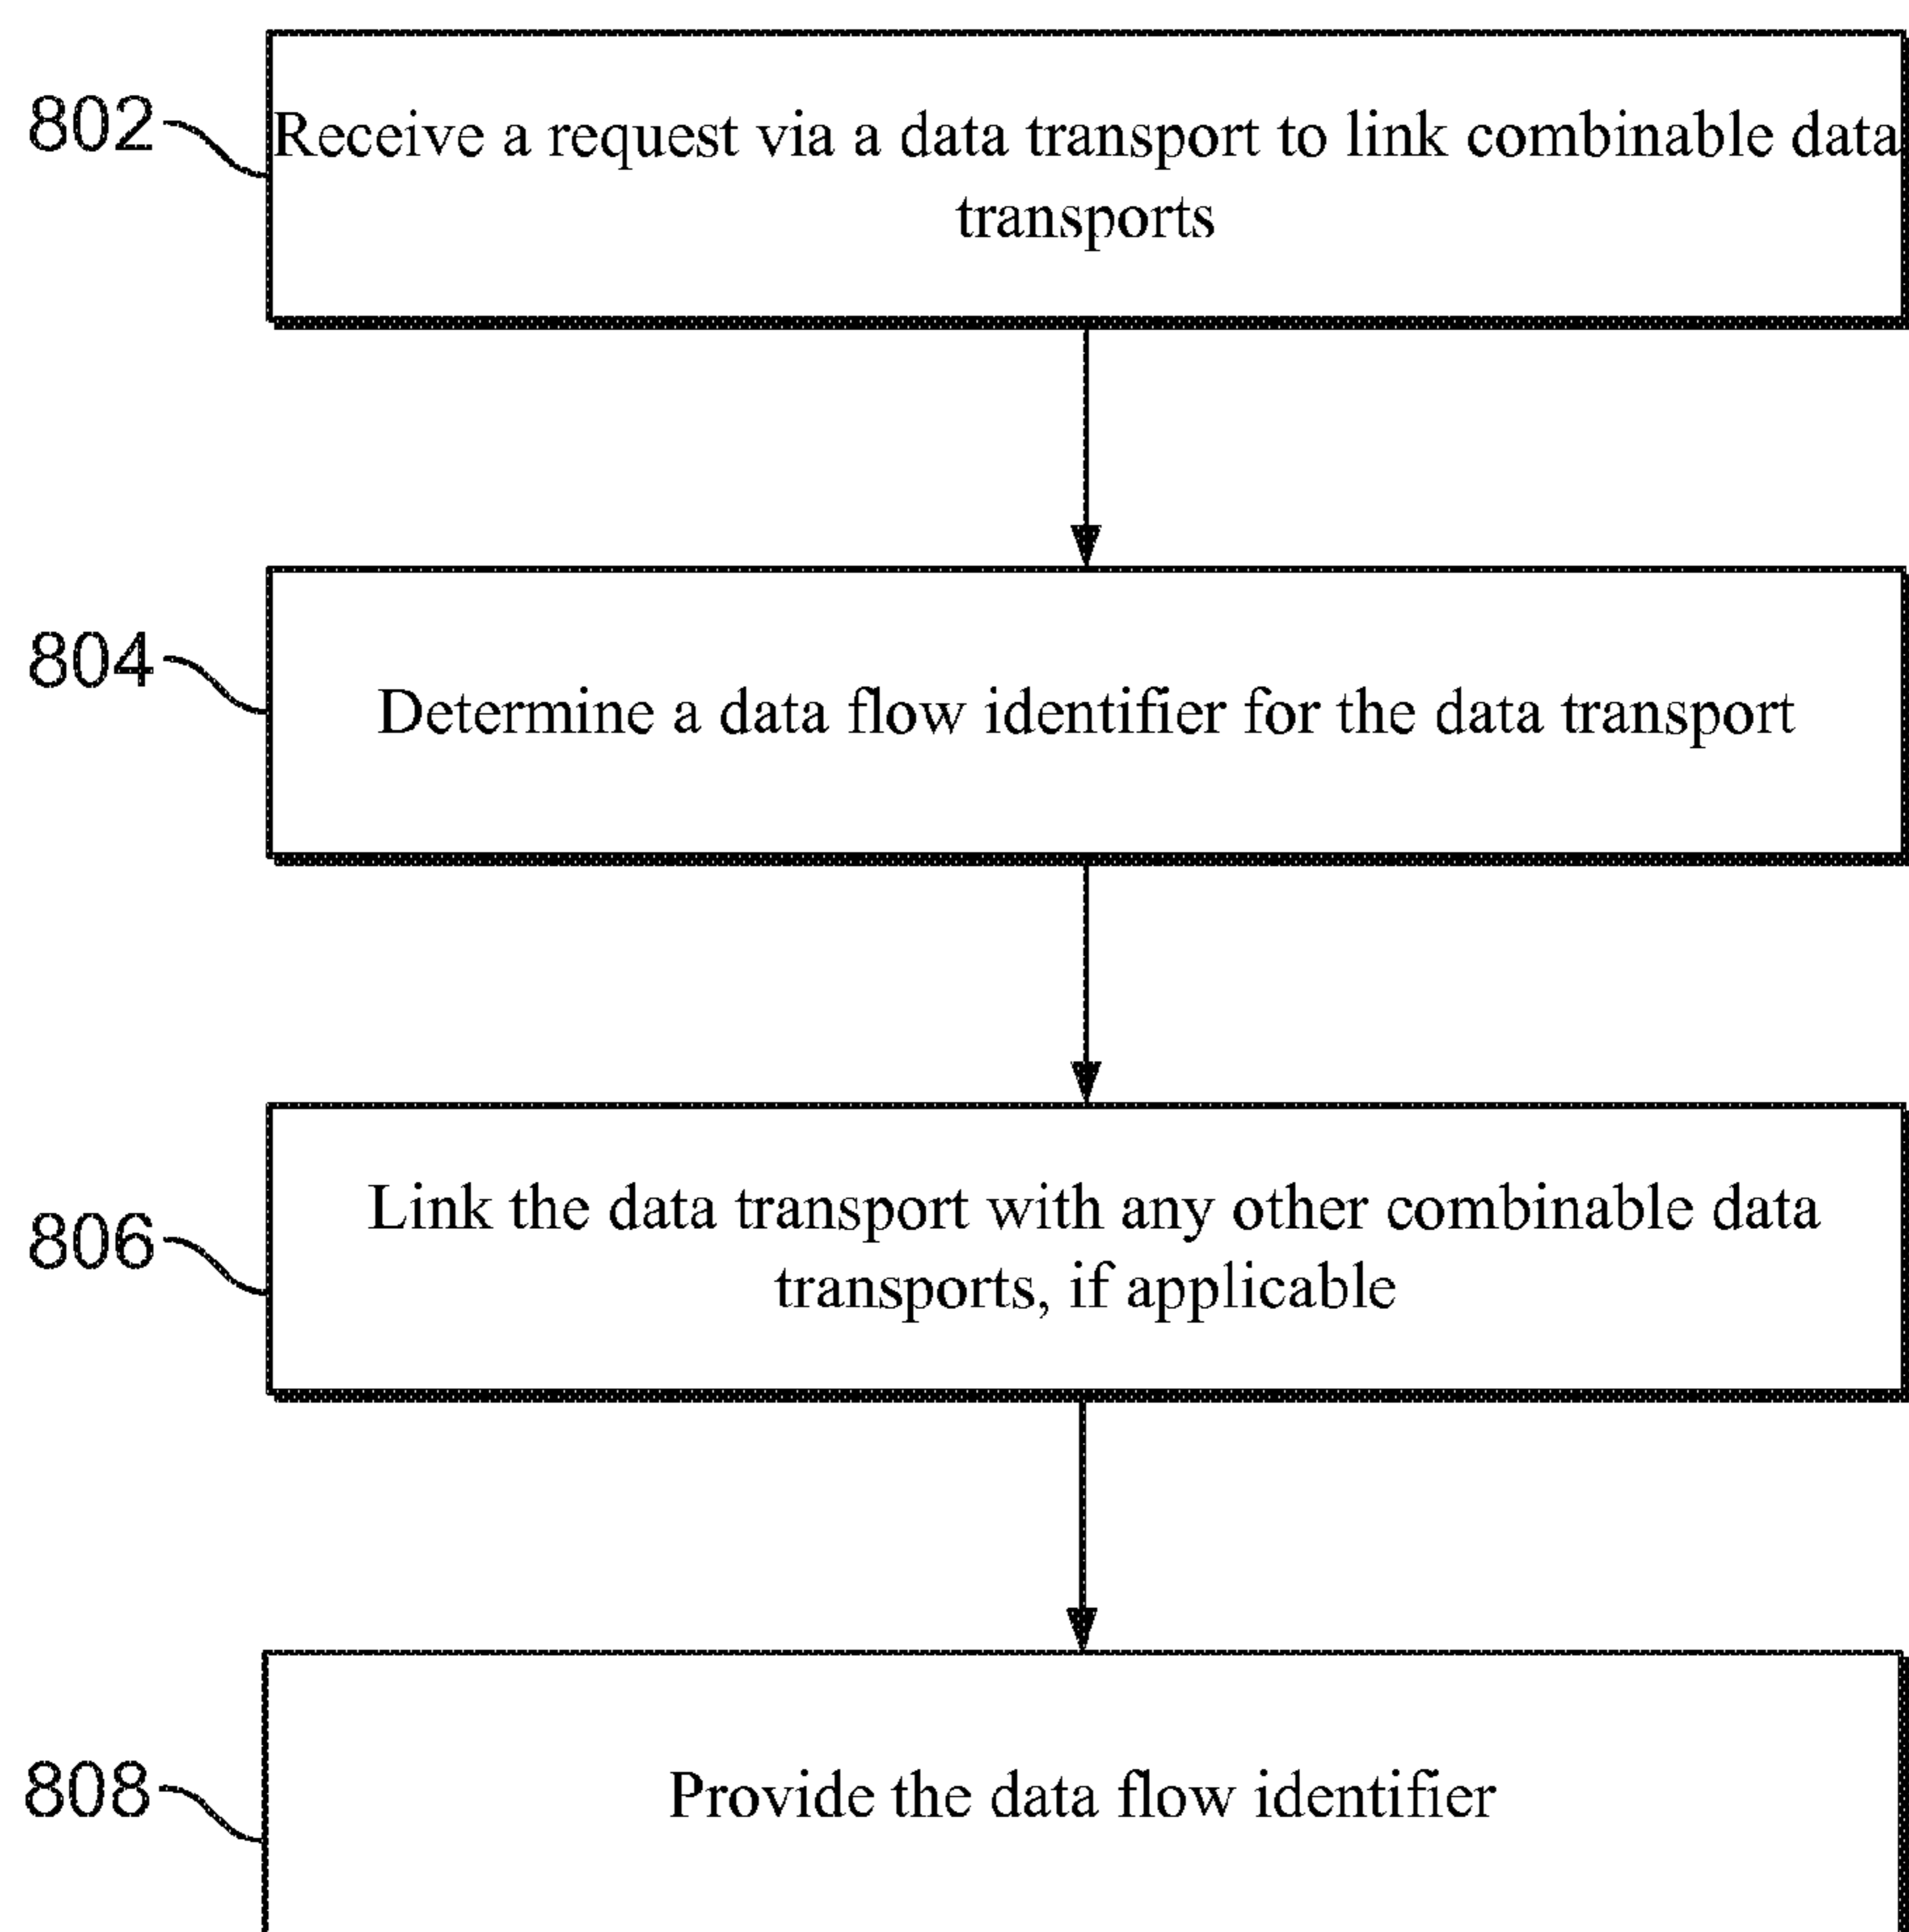 802
Receive a request via a data transport to link combinable data
transports
804
Determine a data flow identifier for the data transport
806
Link the data transport with any other combinable data
transports, if applicable
808
Provide the data flow identifier